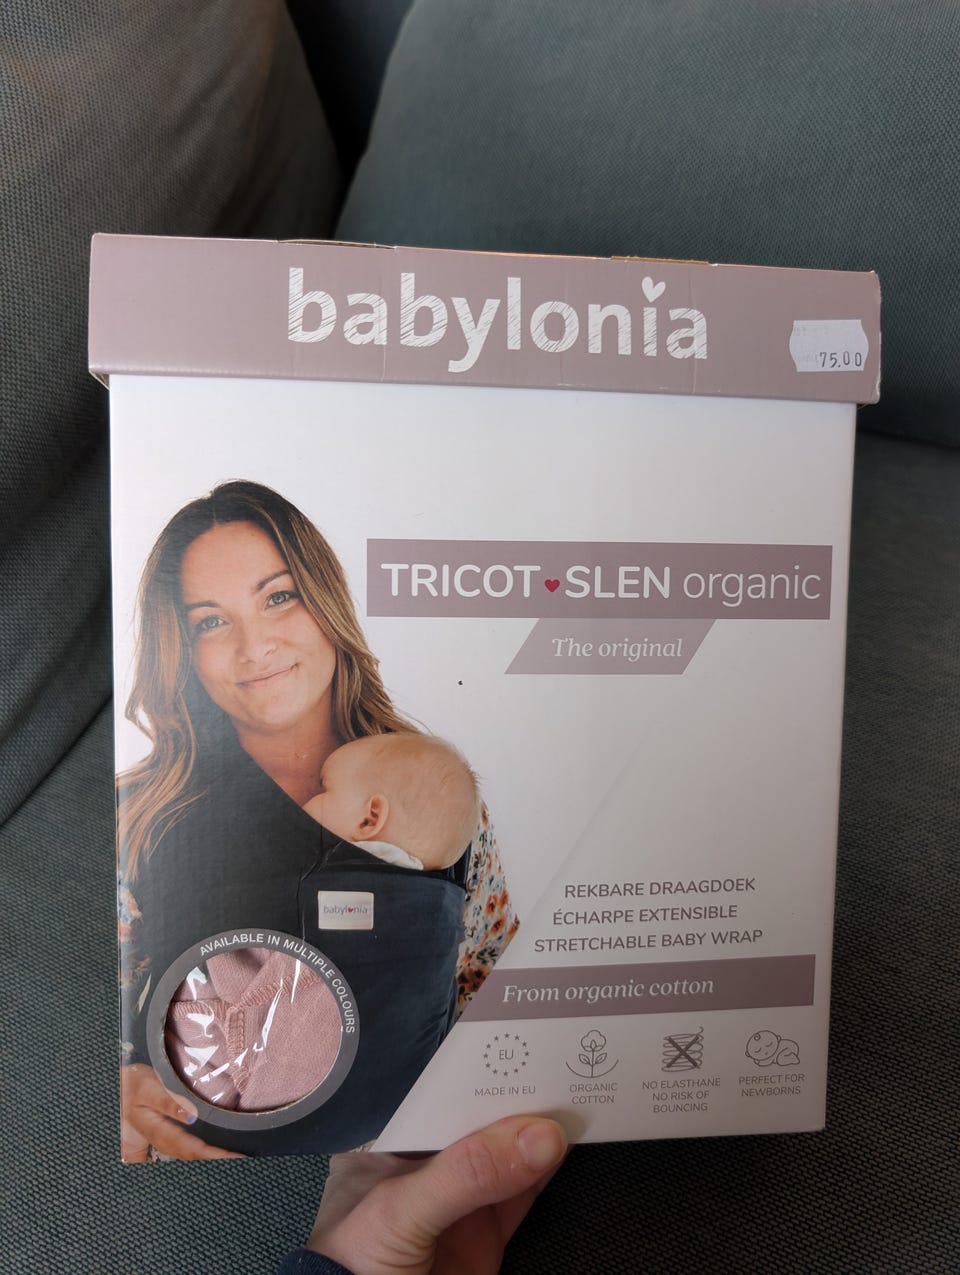 babylonia
75.00
TRICOT♥SLEN organic
The original
babylonia
REKBARE DRAAGDOEK
ÉCHARPE EXTENSIBLE
STRETCHABLE BABY WRAP
AVAILABLE IN MULTIPLE COLOURS
From organic cotton
EU
MADE IN EU
ORGANIC
COTTON
NO ELASTHANE
NO RISK OF
BOUNCING
PERFECT FOR
NEWBORNS